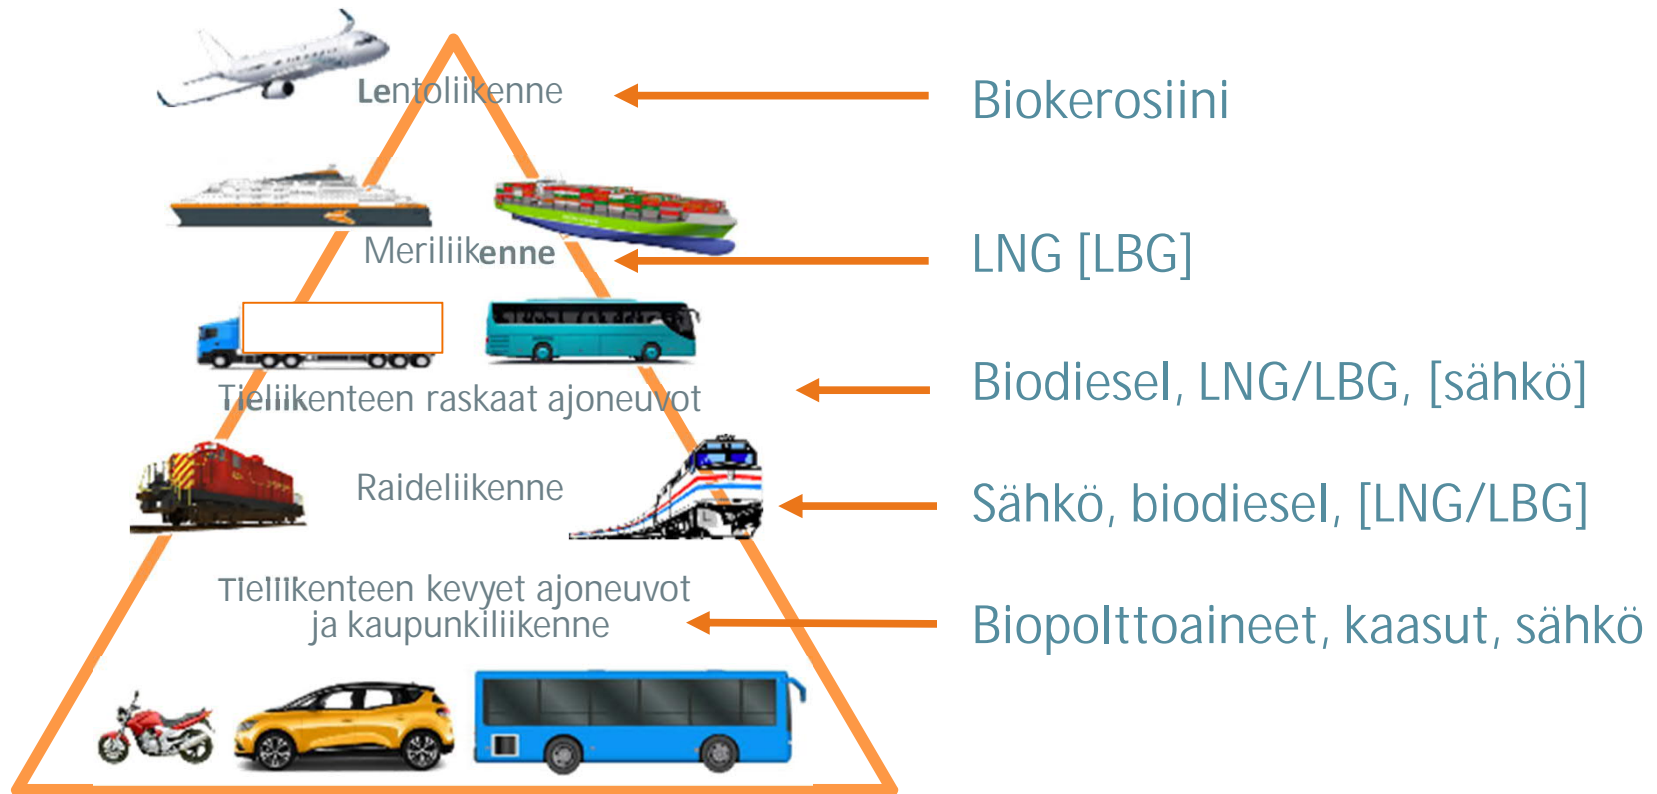 Lentoliikenne
Biokerosiini
Meriliikenne
LNG [LBG]
Tieliikenteen raskaat ajoneuvot
Biodiesel, LNG/LBG, [sähkö]
Raideliikenne
Sähkö, biodiesel, [LNG/LBG]
Tieliikenteen kevyet ajoneuvot
ja kaupunkiliikenne
Biopolttoaineet, kaasut, sähkö